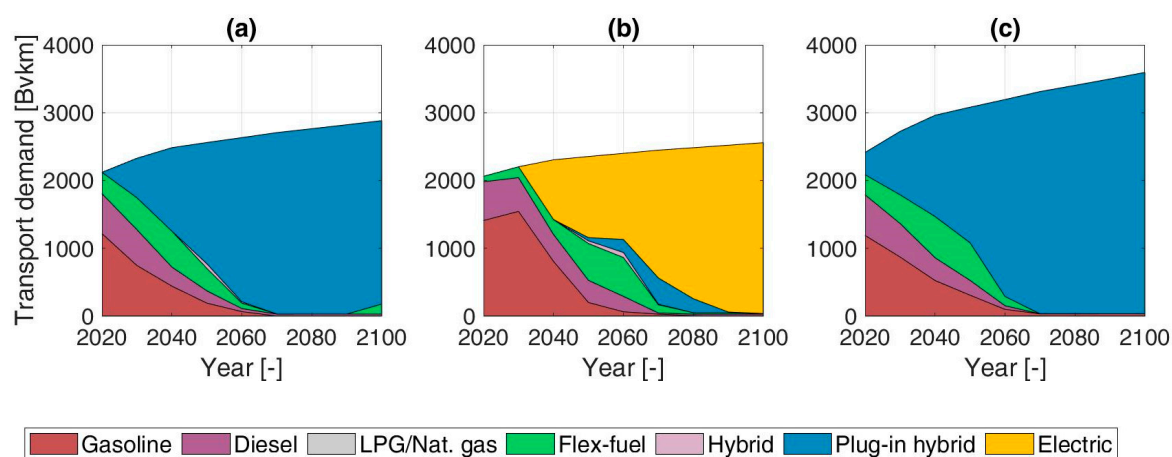 (a) (b) (c)
Transport demand [Bvkm]
4000 4000 4000
3000 3000 3000
2000 2000 2000
1000 1000 1000
0 0 0
2020 2040 2060 2080 2100 2020 2040 2060 2080 2100 2020 2040 2060 2080 2100
Year [-] Year [-] Year [-]
Gasoline Diesel LPG/Nat. gas Flex-fuel Hybrid Plug-in hybrid Electric